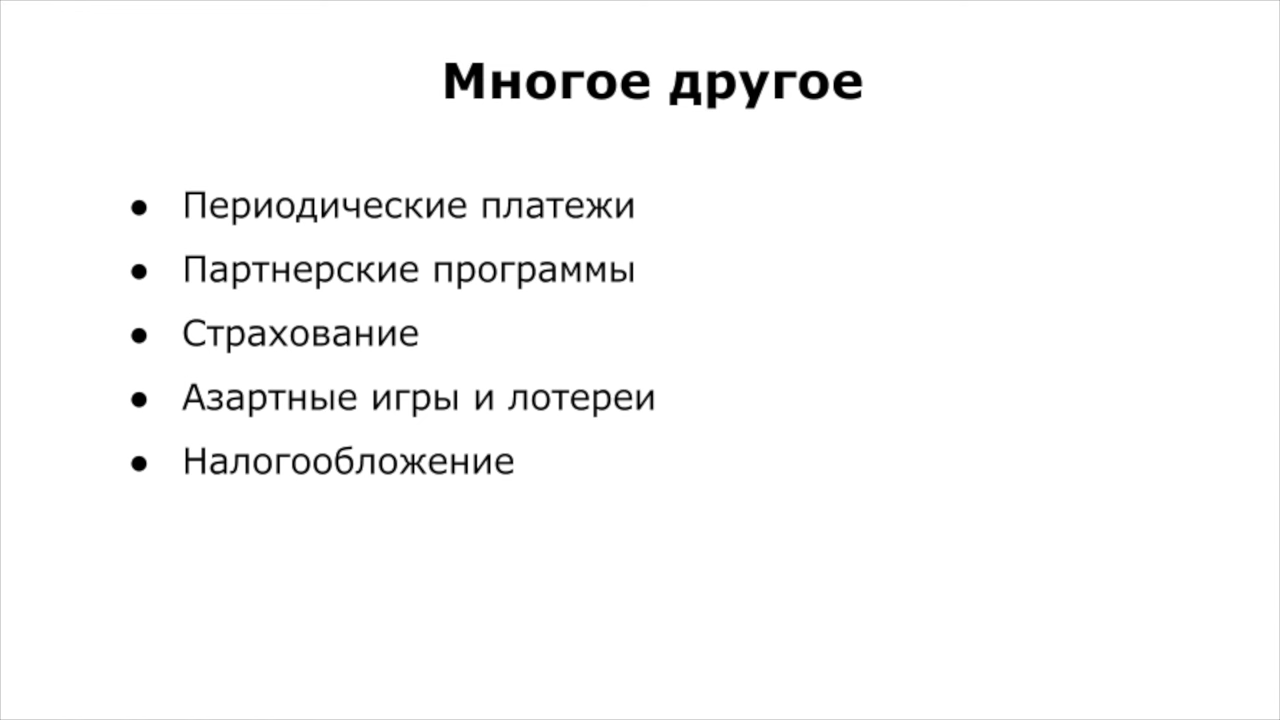 Многое другое
● Периодические платежи
● Партнерские программы
● Страхование
● Азартные игры и лотереи
● Налогообложение